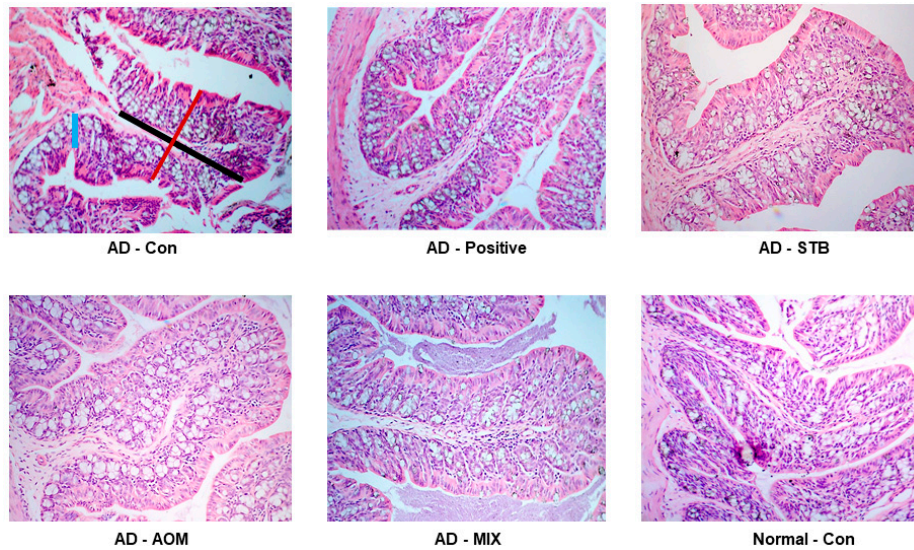 AD - Con
AD - Positive
AD - STB
AD - AOM
AD - MIX
Normal - Con